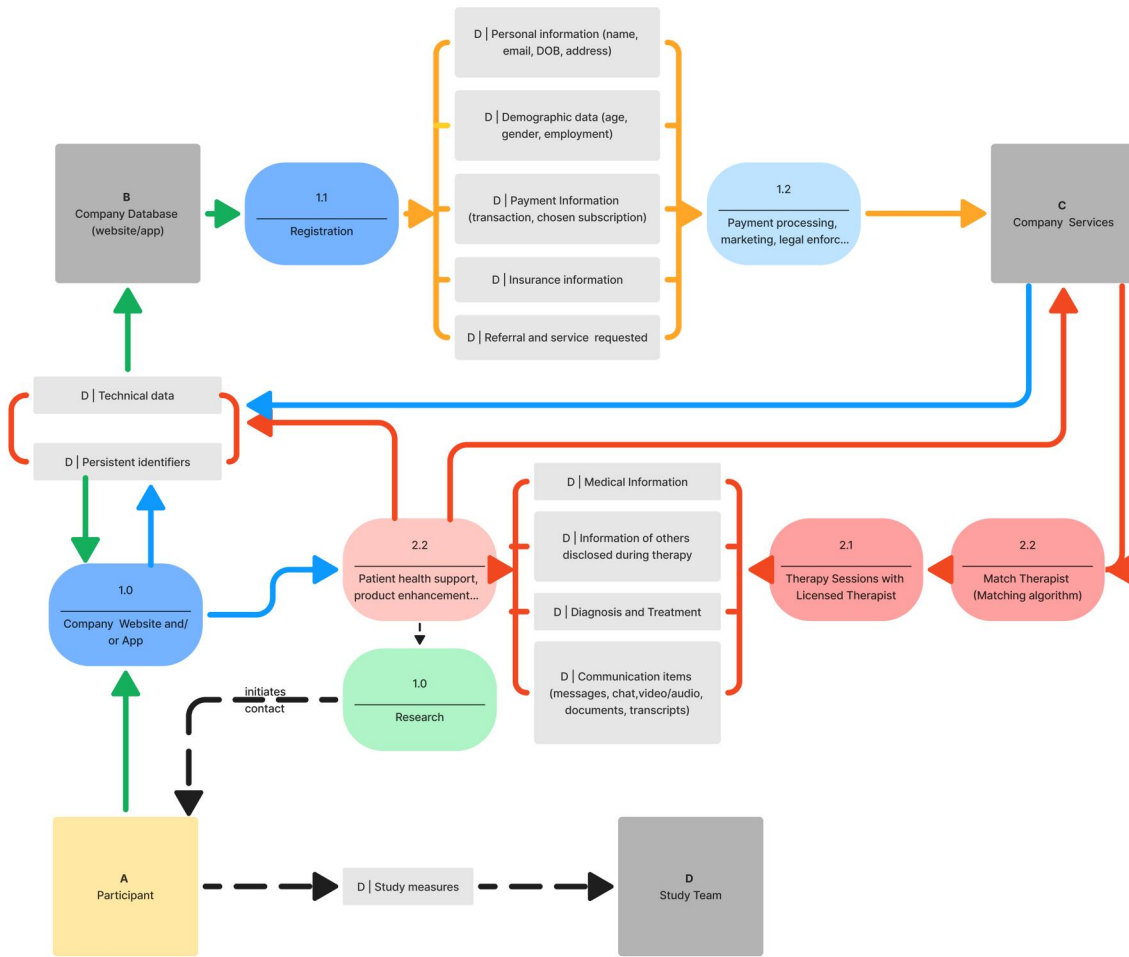 D | Personal information (name,
email, DOB, address)
D | Demographic data (age,
gender, employment)
B
Company Database
(website/app)
1.1
Registration
D | Payment Information
(transaction, chosen subscription)
1.2
Payment processing,
marketing, legal enforc...
C
Company Services
D | Insurance information
D | Referral and service requested
D | Technical data
D | Persistent identifiers
D | Medical Information
D | Information of others
disclosed during therapy
D | Diagnosis and Treatment
D | Communication items
(messages, chat,video/audio,
documents, transcripts)
1.0
Company Website and/
or App
2.2
Patient health support,
product enhancement...
2.1
Therapy Sessions with
Licensed Therapist
2.2
Match Therapist
(Matching algorithm)
1.0
Research
initiates
contact
A
Participant
D | Study measures
D
Study Team